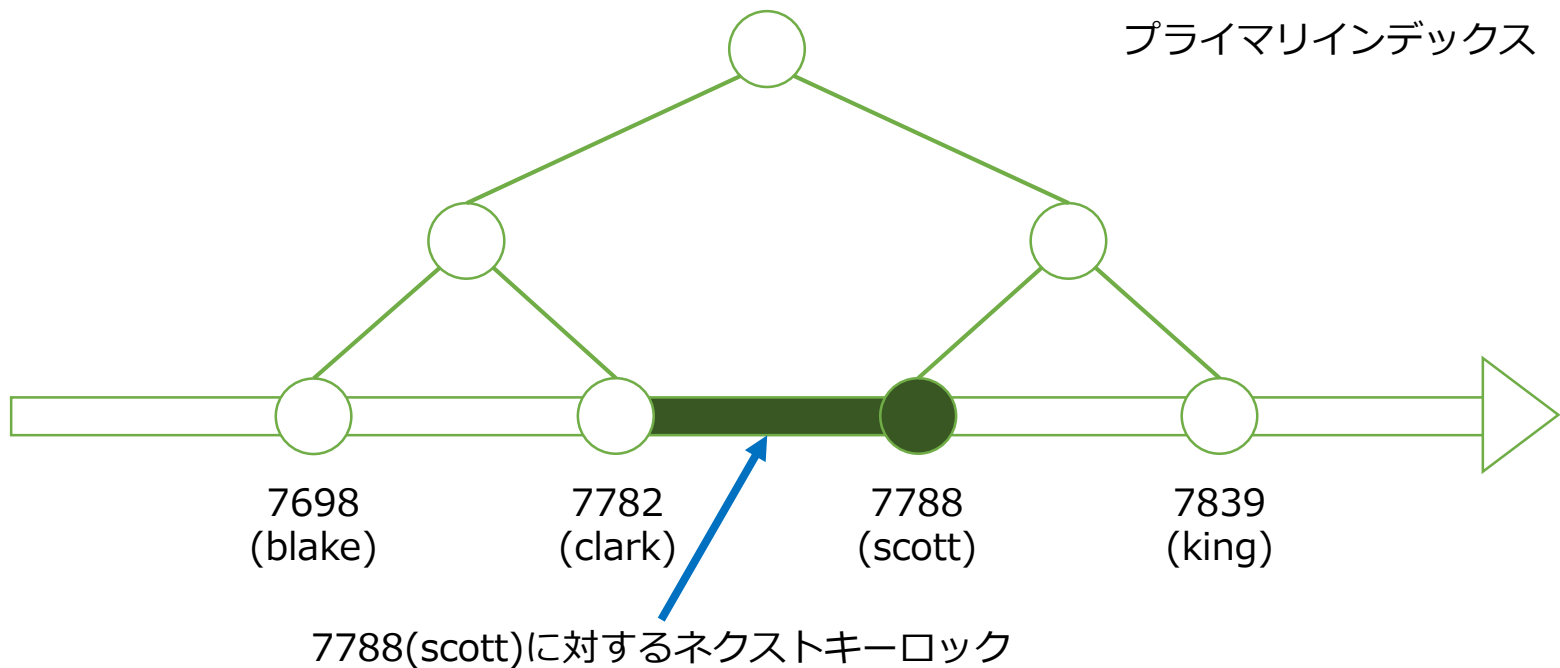 プライマリインデックス
7698
(blake)
7782
(clark)
7788
(scott)
7839
(king)
7788(scott)に対するネクストキーロック